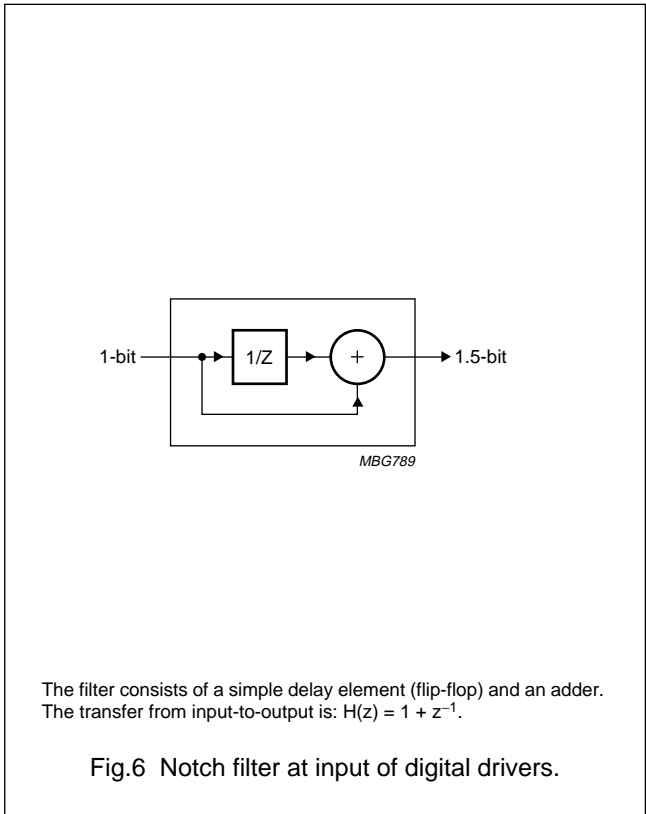 1-bit
1/Z
+
1.5-bit
MBG789
The filter consists of a simple delay element (flip-flop) and an adder.
The transfer from input-to-output is: H(z) = 1 + z⁻¹.
Fig.6 Notch filter at input of digital drivers.